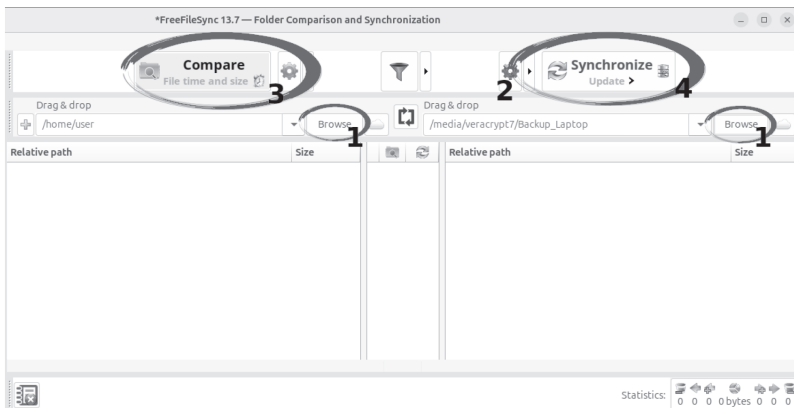 *FreeFileSync 13.7 — Folder Comparison and Synchronization
Compare
File time and size
3
2
Synchronize
Update >
4
Drag & drop
/home/user
Browse
1
Drag & drop
/media/veracrypt7/Backup_Laptop
Browse
1
Relative path Size
Relative path Size
Statistics:
0 0 0 0 bytes 0 0 0